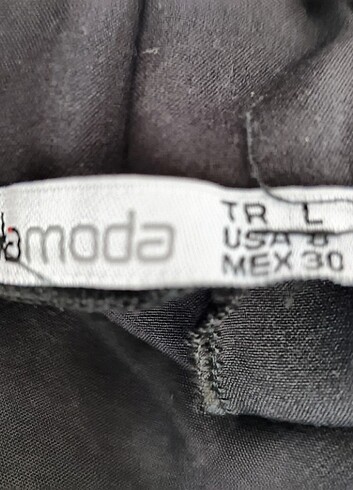 moda
TR L
USA 8
MEX 30